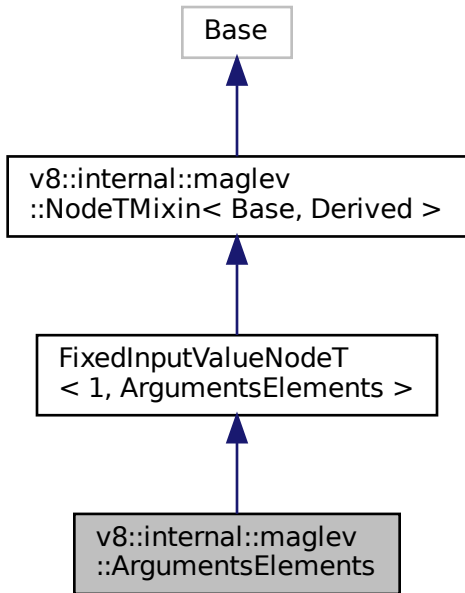 Base
v8::internal::maglev
::NodeTMixin< Base, Derived >
FixedInputValueNodeT
< 1, ArgumentsElements >
v8::internal::maglev
::ArgumentsElements